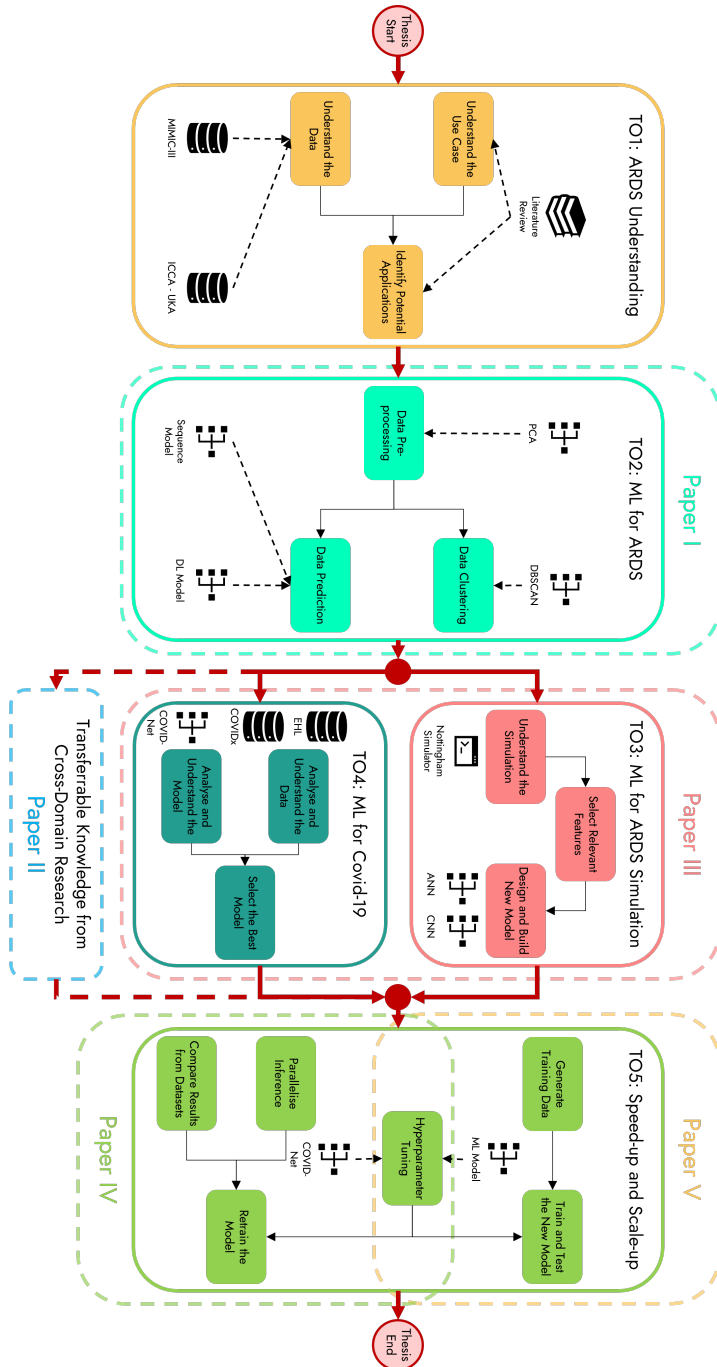 Thesis
Start
TO1: ARDS Understanding
Literature
Review
Understand the
Use Case
Understand the
Data
Identify Potential
Applications
MIMIC-III
ICCA - UKA
Paper I
TO2: ML for ARDS
PCA
DBSCAN
Data Pre-
processing
Data Clustering
Data Prediction
Sequence
Model
DL Model
Paper III
TO3: ML for ARDS Simulation
Understand the
Simulation
Nottingham
Simulator
Select Relevant
Features
Design and Build
New Model
ANN
CNN
TO4: ML for Covid-19
EHL
COVIDx
COVID-
Net
Analyse and
Understand the
Data
Analyse and
Understand the
Model
Select the Best
Model
Transferrable Knowledge from
Cross-Domain Research
Paper II
Paper V
TO5: Speed-up and Scale-up
Generate
Training Data
Train and Test
the New Model
ML Model
Hyperparameter
Tuning
COVID-
Net
Parallelise
Inference
Compare Results
from Datasets
Retrain the
Model
Paper IV
Thesis
End